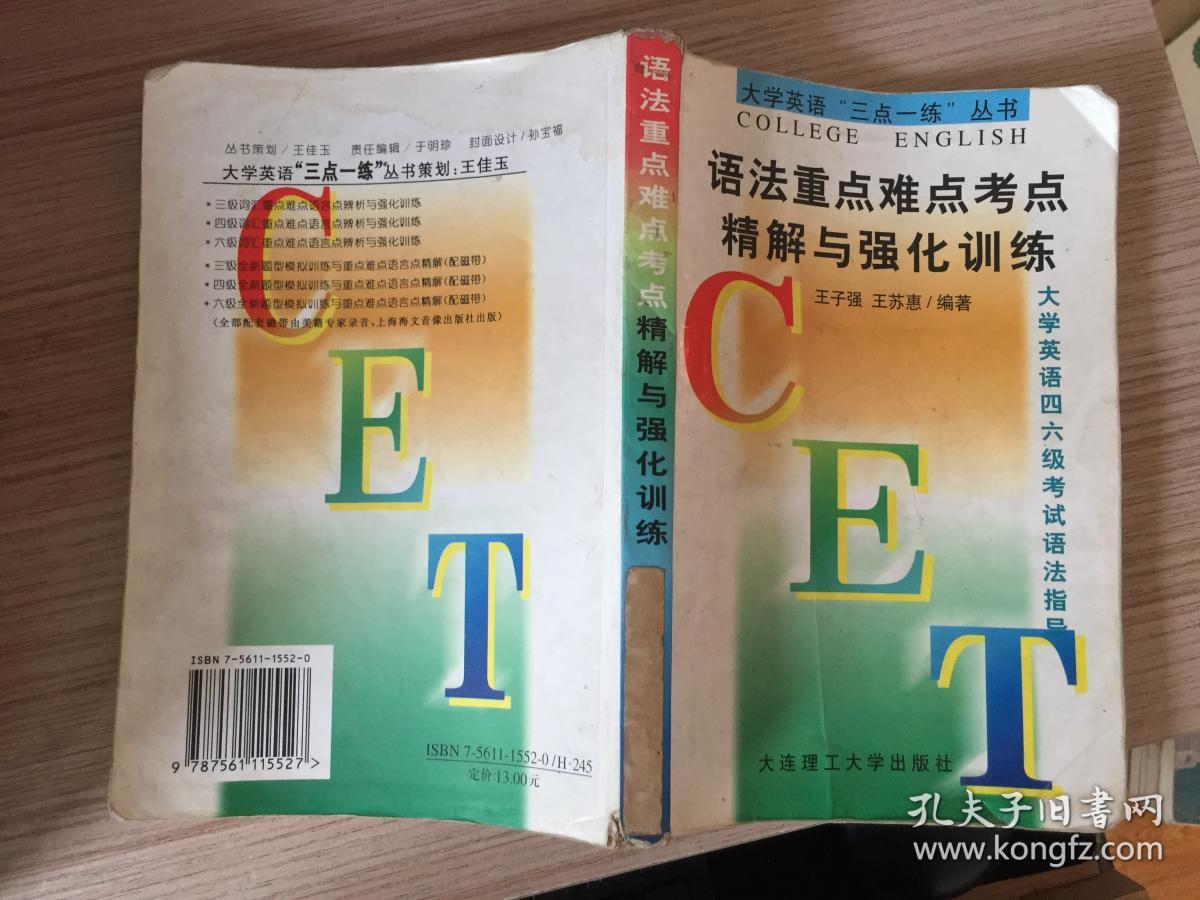 丛书策划/王佳玉 责任编辑/于明珍 封面设计/孙宝福
大学英语“三点一练”丛书策划:王佳玉
* 三级词汇重点难点语言点辨析与强化训练
* 四级词汇重点难点语言点辨析与强化训练
* 六级词汇重点难点语言点辨析与强化训练
* 三级全新题型模拟训练与重点难点语言点精解(配磁带)
* 四级全新题型模拟训练与重点难点语言点精解(配磁带)
* 六级全新题型模拟训练与重点难点语言点精解(配磁带)
(全部配套磁带由美籍专家录音,上海海文音像出版社出版)
C
E
T
ISBN 7-5611-1552-0
9 787561 115527 >
ISBN 7-5611-1552-0/H·245
定价:13.00元
语法重点难点考点精解与强化训练
大学英语“三点一练”丛书
COLLEGE ENGLISH
语法重点难点考点
精解与强化训练
王子强 王苏惠/编著
大学英语四六级考试语法指导
C
E
T
大连理工大学出版社
孔夫子旧书网
www.kongfz.com